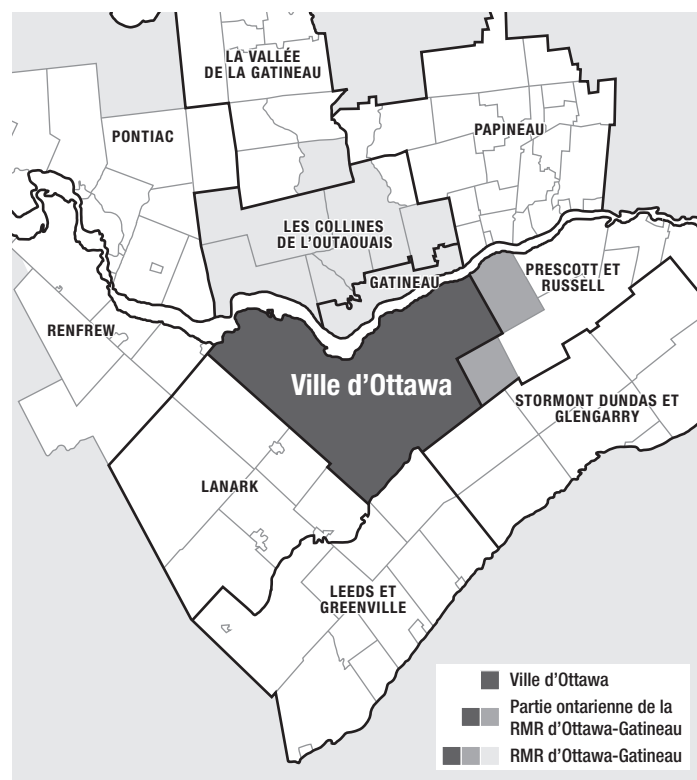 LA VALLÉE
DE LA GATINEAU
PONTIAC
PAPINEAU
LES COLLINES
DE L'OUTAOUAIS
GATINEAU
PRESCOTT ET
RUSSELL
RENFREW
Ville d'Ottawa
STORMONT DUNDAS ET
GLENGARRY
LANARK
LEEDS ET
GREENVILLE
Ville d'Ottawa
Partie ontarienne de la
RMR d'Ottawa-Gatineau
RMR d'Ottawa-Gatineau